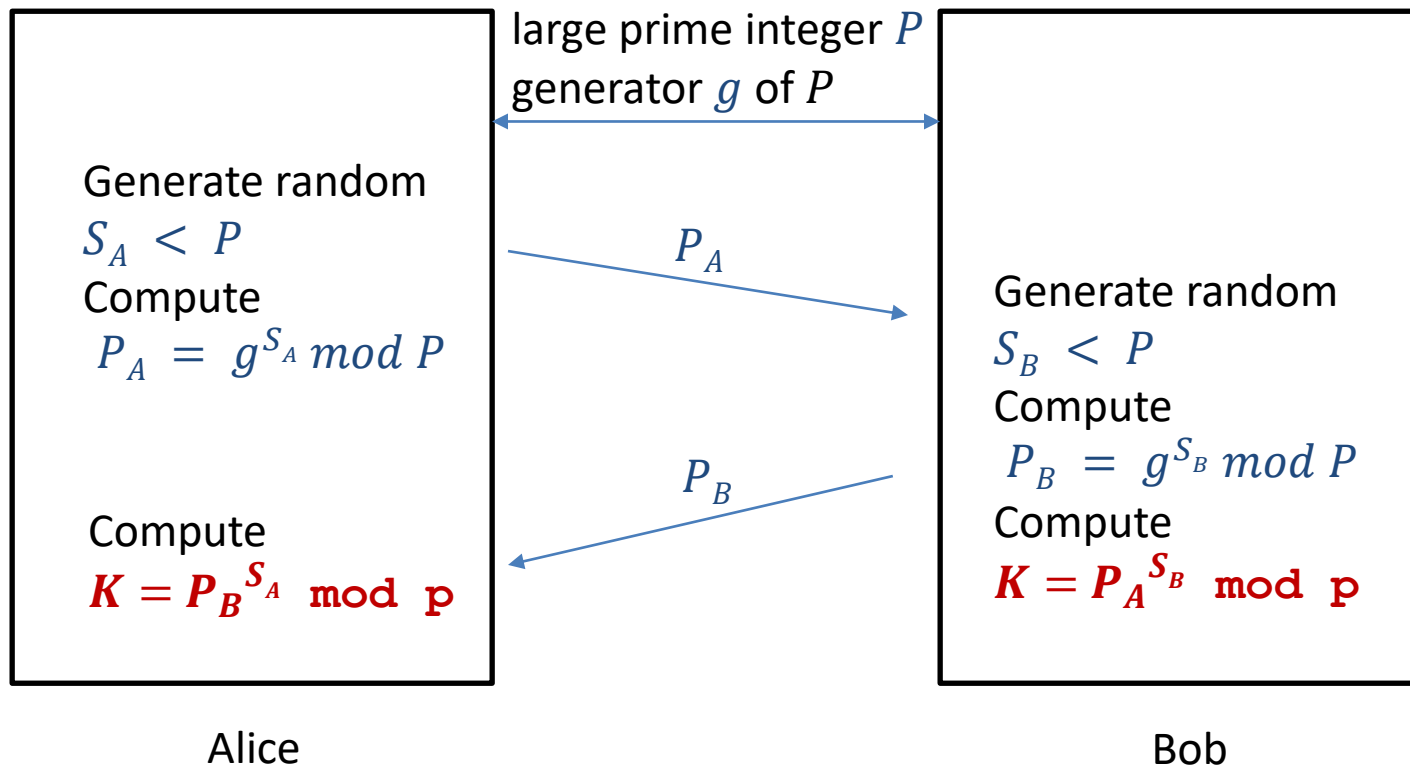 large prime integer P
generator g of P
Generate random
S_A < P
Compute
P_A = g^{S_A} mod P
Compute
K = P_B^{S_A} mod p
P_A
P_B
Generate random
S_B < P
Compute
P_B = g^{S_B} mod P
Compute
K = P_A^{S_B} mod p
Alice
Bob